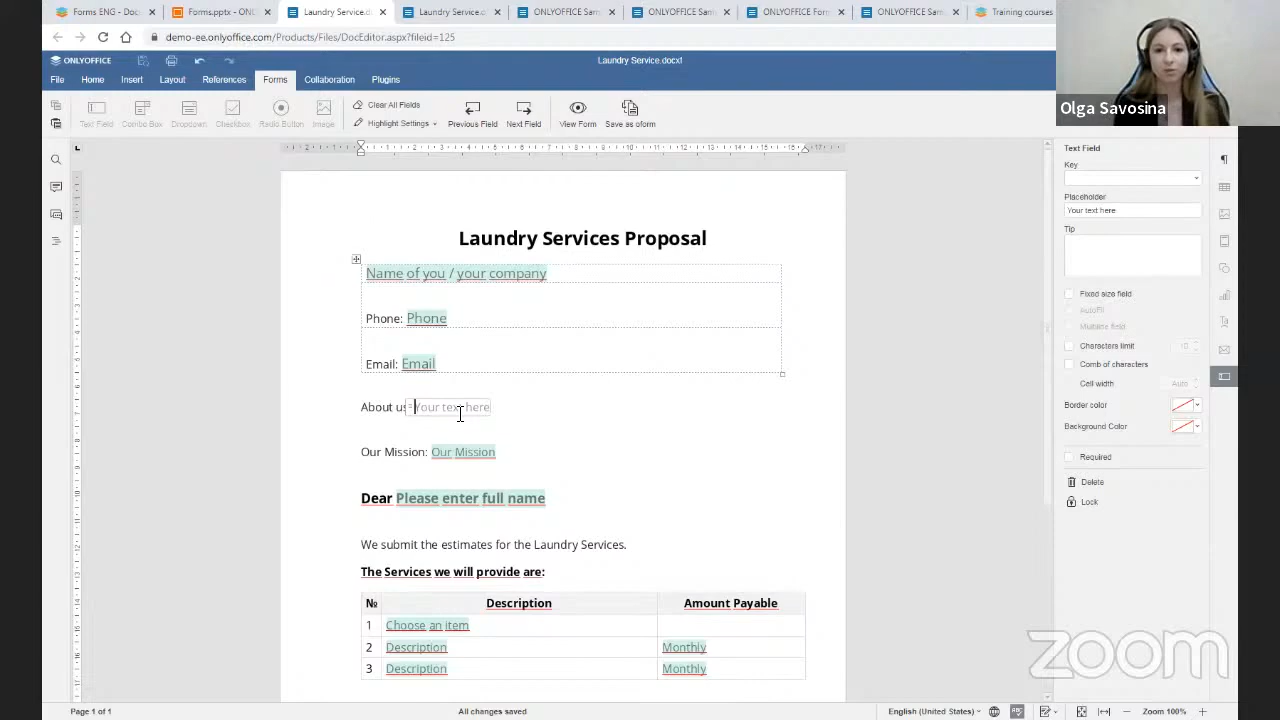 Forms ENG - Docu
Forms.pptx - ONL
Laundry Service.d
Laundry Service.d
ONLYOFFICE Sam
ONLYOFFICE Sam
ONLYOFFICE Form
ONLYOFFICE Sam
Training courses
demo-ee.onlyoffice.com/Products/Files/DocEditor.aspx?fileid=125
ONLYOFFICE
Laundry Service.docxf
File Home Insert Layout References Forms Collaboration Plugins
Text Field Combo Box Dropdown Checkbox Radio Button Image
Clear All Fields
Highlight Settings
Previous Field Next Field View Form Save as oform
Olga Savosina
Laundry Services Proposal
Name of you / your company
Phone: Phone
Email: Email
About us Your text here
Our Mission: Our Mission
Dear Please enter full name
We submit the estimates for the Laundry Services.
The Services we will provide are:
№ Description Amount Payable
1 Choose an item
2 Description Monthly
3 Description Monthly
Text Field
Key
Placeholder
Your text here
Tip
Fixed size field
AutoFit
Multiline field
Characters limit 10
Comb of characters
Cell width Auto
Border color
Background Color
Required
Delete
Lock
zoom
Page 1 of 1
All changes saved
English (United States)
Zoom 100%